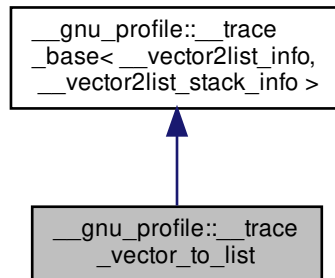 __gnu_profile::__trace
_base< __vector2list_info,
__vector2list_stack_info >
__gnu_profile::__trace
_vector_to_list